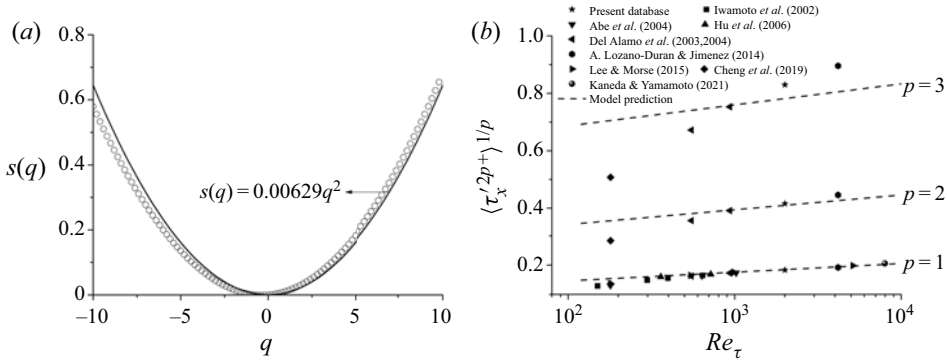 (a)
0.8
0.6
0.4
0.2
0
s(q)
s(q) = 0.00629q²
−10
−5
0
5
10
q
(b)
Present database
Iwamoto et al. (2002)
Abe et al. (2004)
Hu et al. (2006)
Del Alamo et al. (2003,2004)
A. Lozano-Duran & Jimenez (2014)
Lee & Morse (2015)
Cheng et al. (2019)
Kaneda & Yamamoto (2021)
Model prediction
1.0
0.8
0.6
0.4
0.2
⟨τ′ₓ²ᵖ⁺⟩¹/ᵖ
p = 3
p = 2
p = 1
10²
10³
10⁴
Re_τ